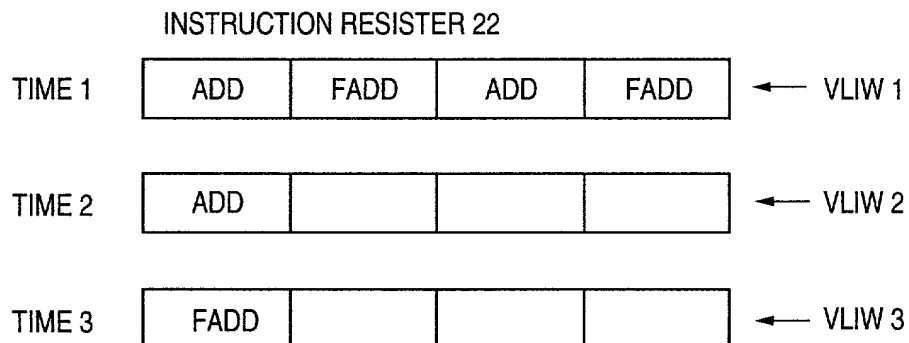 INSTRUCTION RESISTER 22
TIME 1 ADD FADD ADD FADD VLIW 1
TIME 2 ADD VLIW 2
TIME 3 FADD VLIW 3